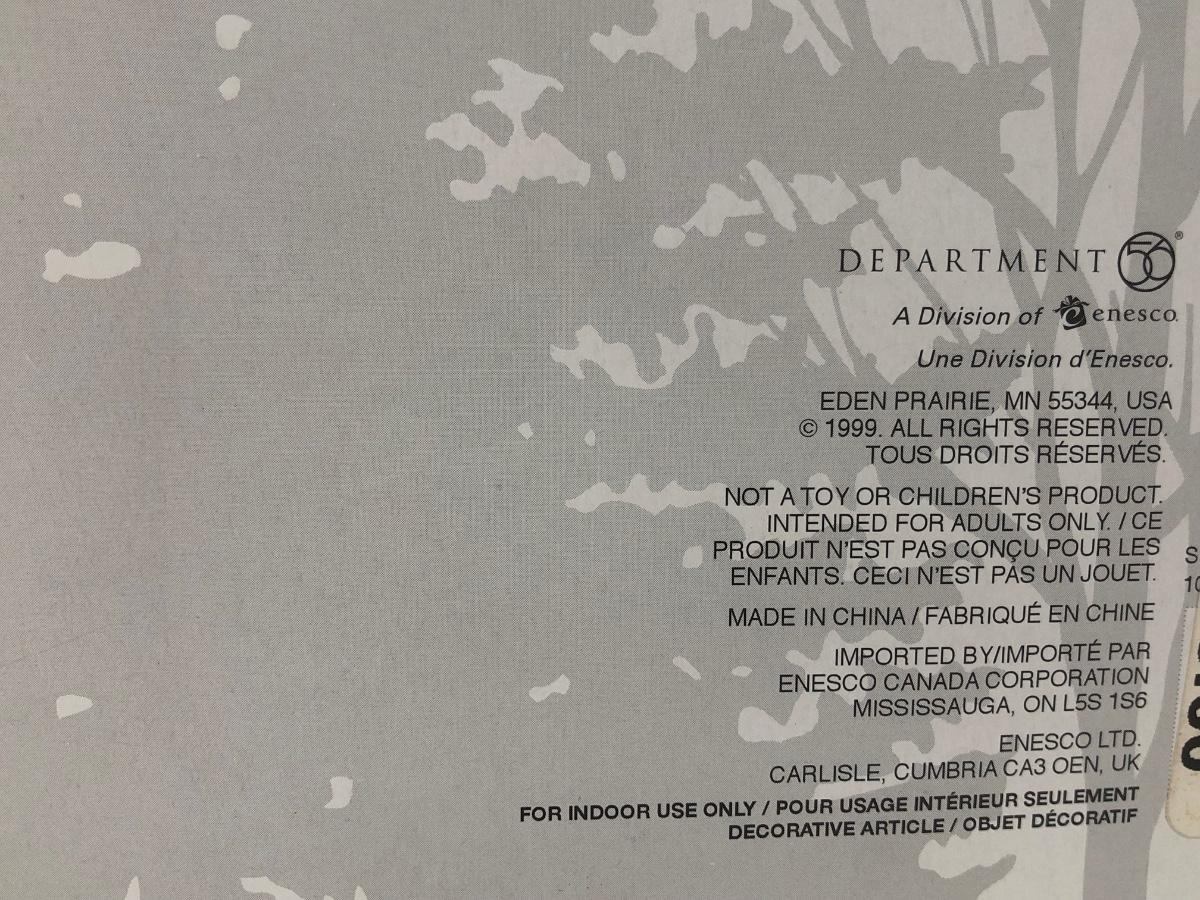 DEPARTMENT 56®
A Division of enesco.
Une Division d'Enesco.
EDEN PRAIRIE, MN 55344, USA
© 1999. ALL RIGHTS RESERVED.
TOUS DROITS RÉSERVÉS.
NOT A TOY OR CHILDREN'S PRODUCT.
INTENDED FOR ADULTS ONLY. / CE
PRODUIT N'EST PAS CONÇU POUR LES
ENFANTS. CECI N'EST PAS UN JOUET.
MADE IN CHINA / FABRIQUÉ EN CHINE
IMPORTED BY/IMPORTÉ PAR
ENESCO CANADA CORPORATION
MISSISSAUGA, ON L5S 1S6
ENESCO LTD.
CARLISLE, CUMBRIA CA3 OEN, UK
FOR INDOOR USE ONLY / POUR USAGE INTÉRIEUR SEULEMENT
DECORATIVE ARTICLE / OBJET DÉCORATIF